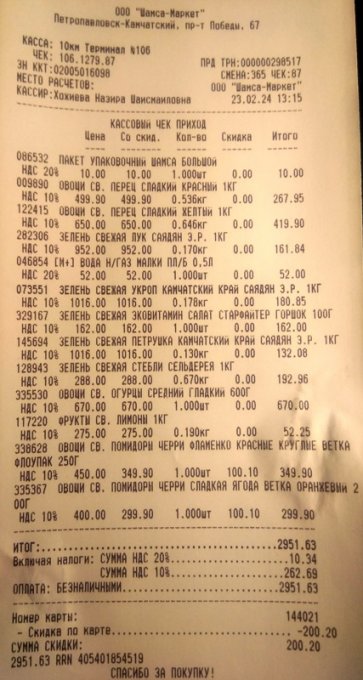 ООО "Шамса-Маркет"
Петропавловск-Камчатский, пр-т Победы, 67
КАССА: 10км Терминал №106
ЧЕК: 106.1279.87 ПРД ТРН:000000298517
ЗН ККТ:02005016098 СМЕНА:365 ЧЕК:87
МЕСТО РАСЧЕТОВ: ООО "Шамса-Маркет"
КАССИР:Хокиева Назира Шаисмаиловна 23.02.24 13:15
КАССОВЫЙ ЧЕК ПРИХОД
Цена Со скид. Кол-во Скидка Итого
086532 ПАКЕТ УПАКОВОЧНЫЙ ШАМСА БОЛЬШОЙ
НДС 20% 10.00 10.00 1.000шт 0.00 10.00
009890 ОВОЩИ СВ. ПЕРЕЦ СЛАДКИЙ КРАСНЫЙ 1КГ
НДС 10% 499.90 499.90 0.536кг 0.00 267.95
122415 ОВОЩИ СВ. ПЕРЕЦ СЛАДКИЙ ЖЕЛТЫЙ 1КГ
НДС 10% 650.00 650.00 0.646кг 0.00 419.90
282306 ЗЕЛЕНЬ СВЕЖАЯ ЛУК САЯДЯН З.Р. 1КГ
НДС 10% 952.00 952.00 0.170кг 0.00 161.84
046854 [М+] ВОДА Н/ГАЗ МАЛКИ ПЛ/Б 0,5Л
НДС 20% 52.00 52.00 1.000шт 0.00 52.00
073551 ЗЕЛЕНЬ СВЕЖАЯ УКРОП КАМЧАТСКИЙ КРАЙ САЯДЯН З.Р. 1КГ
НДС 10% 1016.00 1016.00 0.178кг 0.00 180.85
329167 ЗЕЛЕНЬ СВЕЖАЯ ЭКОВИТАМИН САЛАТ СТАРФАЙТЕР ГОРШОК 100Г
НДС 10% 162.00 162.00 1.000шт 0.00 162.00
145694 ЗЕЛЕНЬ СВЕЖАЯ ПЕТРУШКА КАМЧАТСКИЙ КРАЙ САЯДЯН З.Р. 1КГ
НДС 10% 1016.00 1016.00 0.130кг 0.00 132.08
128943 ЗЕЛЕНЬ СВЕЖАЯ СТЕБЛИ СЕЛЬДЕРЕЯ 1КГ
НДС 10% 288.00 288.00 0.670кг 0.00 192.96
335530 ОВОЩИ СВ. ОГУРЦЫ СРЕДНИЙ ГЛАДКИЙ 600Г
НДС 10% 670.00 670.00 1.000шт 0.00 670.00
117220 ФРУКТЫ СВ. ЛИМОНЫ 1КГ
НДС 10% 275.00 275.00 0.190кг 0.00 52.25
338628 ОВОЩИ СВ. ПОМИДОРЫ ЧЕРРИ ФЛАМЕНКО КРАСНЫЕ КРУГЛЫЕ ВЕТКА
ФЛОУПАК 250Г
НДС 10% 450.00 349.90 1.000шт 100.10 349.90
335367 ОВОЩИ СВ. ПОМИДОРЫ ЧЕРРИ СЛАДКАЯ ЯГОДА ВЕТКА ОРАНЖЕВЫЙ 2
00Г
НДС 10% 400.00 299.90 1.000шт 100.10 299.90
ИТОГ:..............................2951.63
Включая налоги: СУММА НДС 20%..............10.34
СУММА НДС 10%..............262.69
ОПЛАТА: БЕЗНАЛИЧНЫМИ..............2951.63
Номер карты: 144021
- Скидка по карте..............-200.20
СУММА СКИДКИ: 200.20
2951.63 RRN 405401854519
СПАСИБО ЗА ПОКУПКУ!